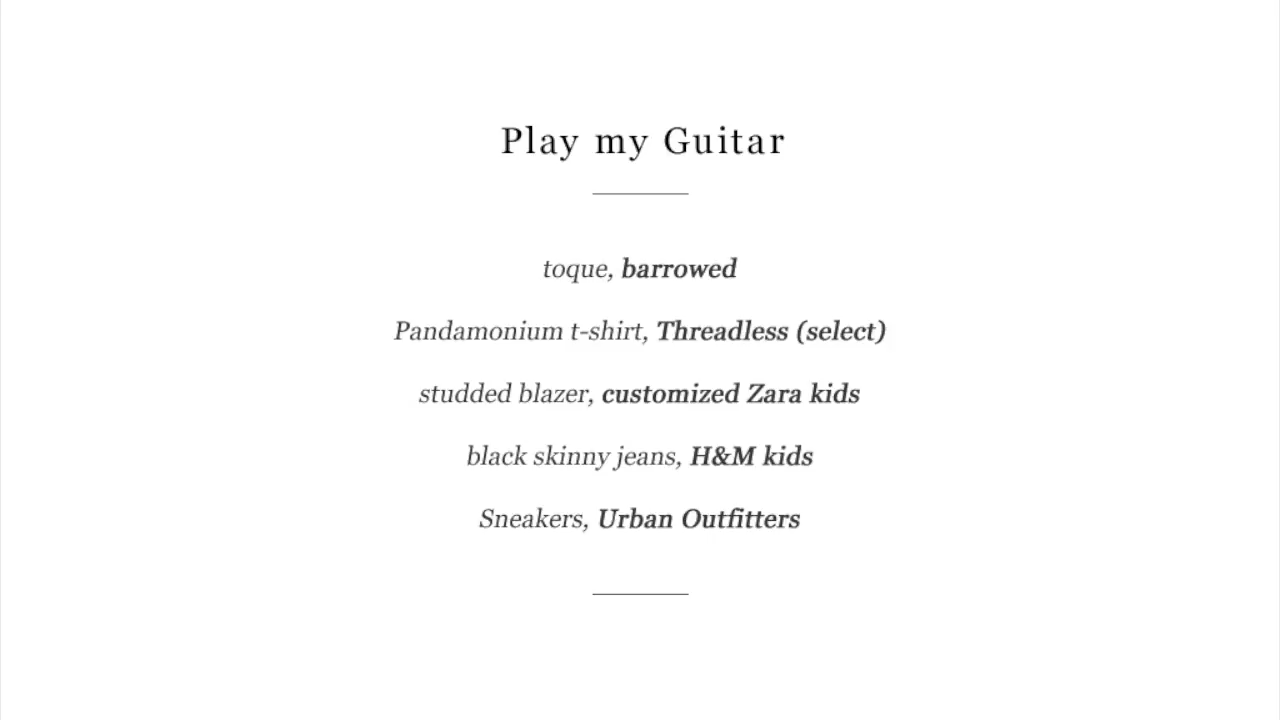 Play my Guitar
toque, barrowed
Pandamonium t-shirt, Threadless (select)
studded blazer, customized Zara kids
black skinny jeans, H&M kids
Sneakers, Urban Outfitters